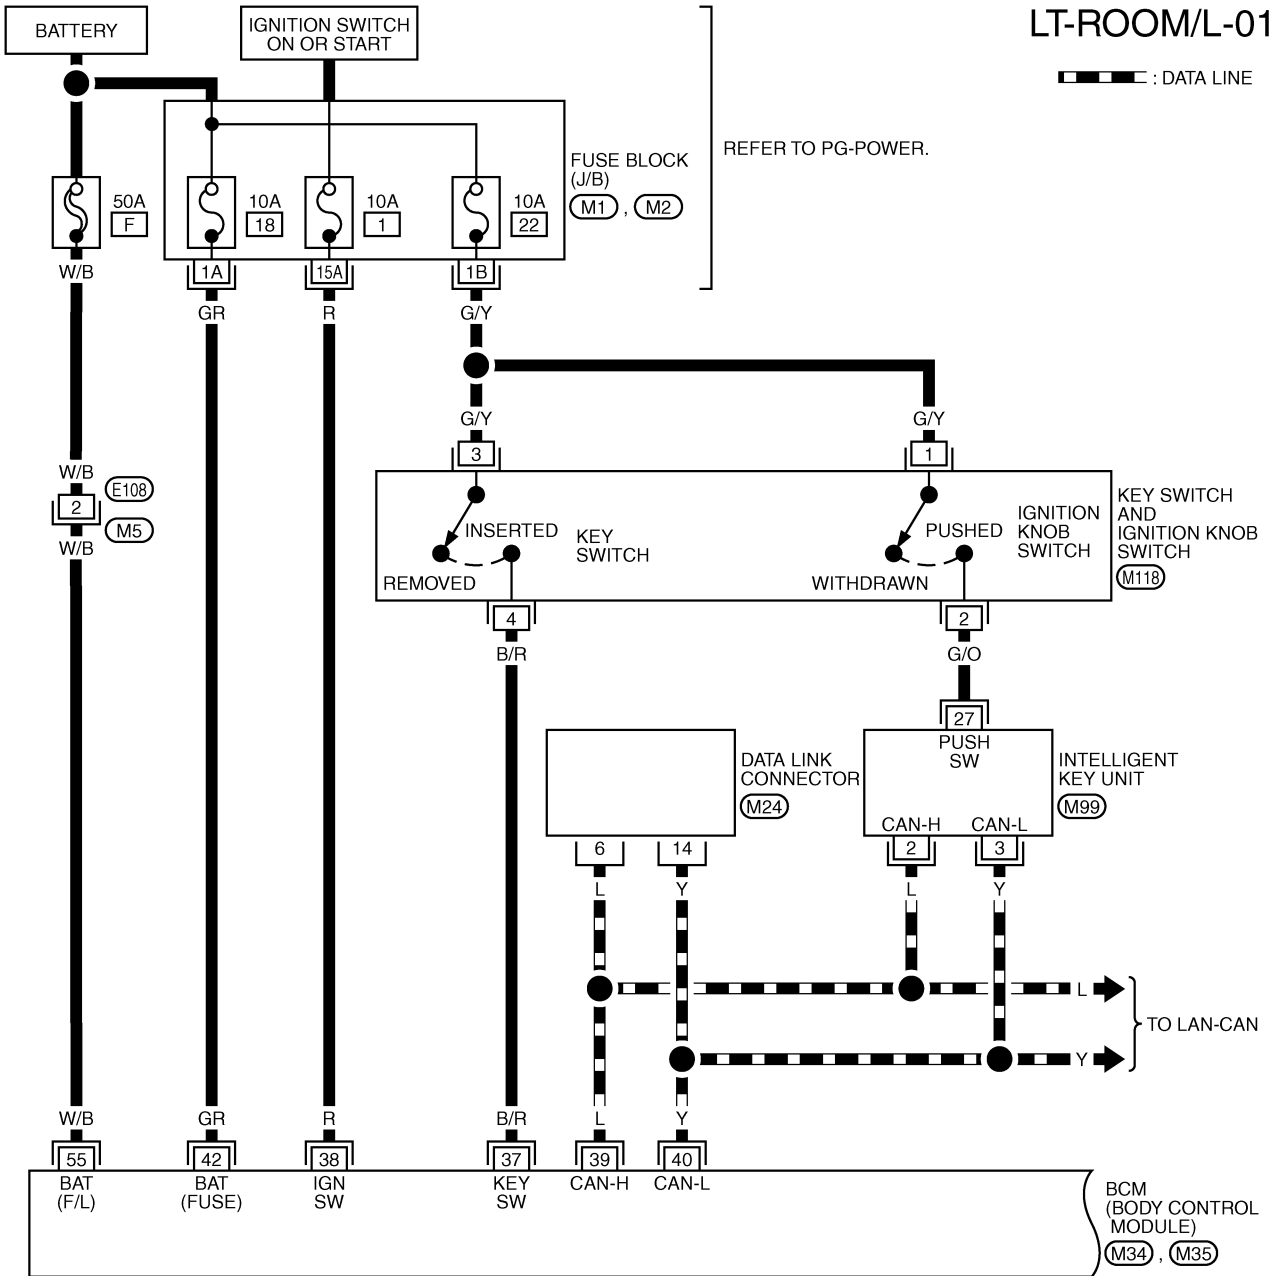 LT-ROOM/L-01
BATTERY
IGNITION SWITCH
ON OR START
: DATA LINE
REFER TO PG-POWER.
FUSE BLOCK
(J/B)
M1 , M2
50A
F
10A
18
10A
1
10A
22
W/B
1A
15A
1B
GR
R
G/Y
G/Y
G/Y
3
1
W/B
2
E108
M5
W/B
INSERTED
REMOVED
KEY
SWITCH
PUSHED
WITHDRAWN
IGNITION
KNOB
SWITCH
KEY SWITCH
AND
IGNITION KNOB
SWITCH
M118
4
2
B/R
G/O
27
PUSH
SW
DATA LINK
CONNECTOR
M24
INTELLIGENT
KEY UNIT
M99
CAN-H
CAN-L
6
14
2
3
L
Y
L
Y
L
Y
TO LAN-CAN
W/B
GR
R
B/R
L
Y
55
42
38
37
39
40
BAT
(F/L)
BAT
(FUSE)
IGN
SW
KEY
SW
CAN-H
CAN-L
BCM
(BODY CONTROL
MODULE)
M34 , M35